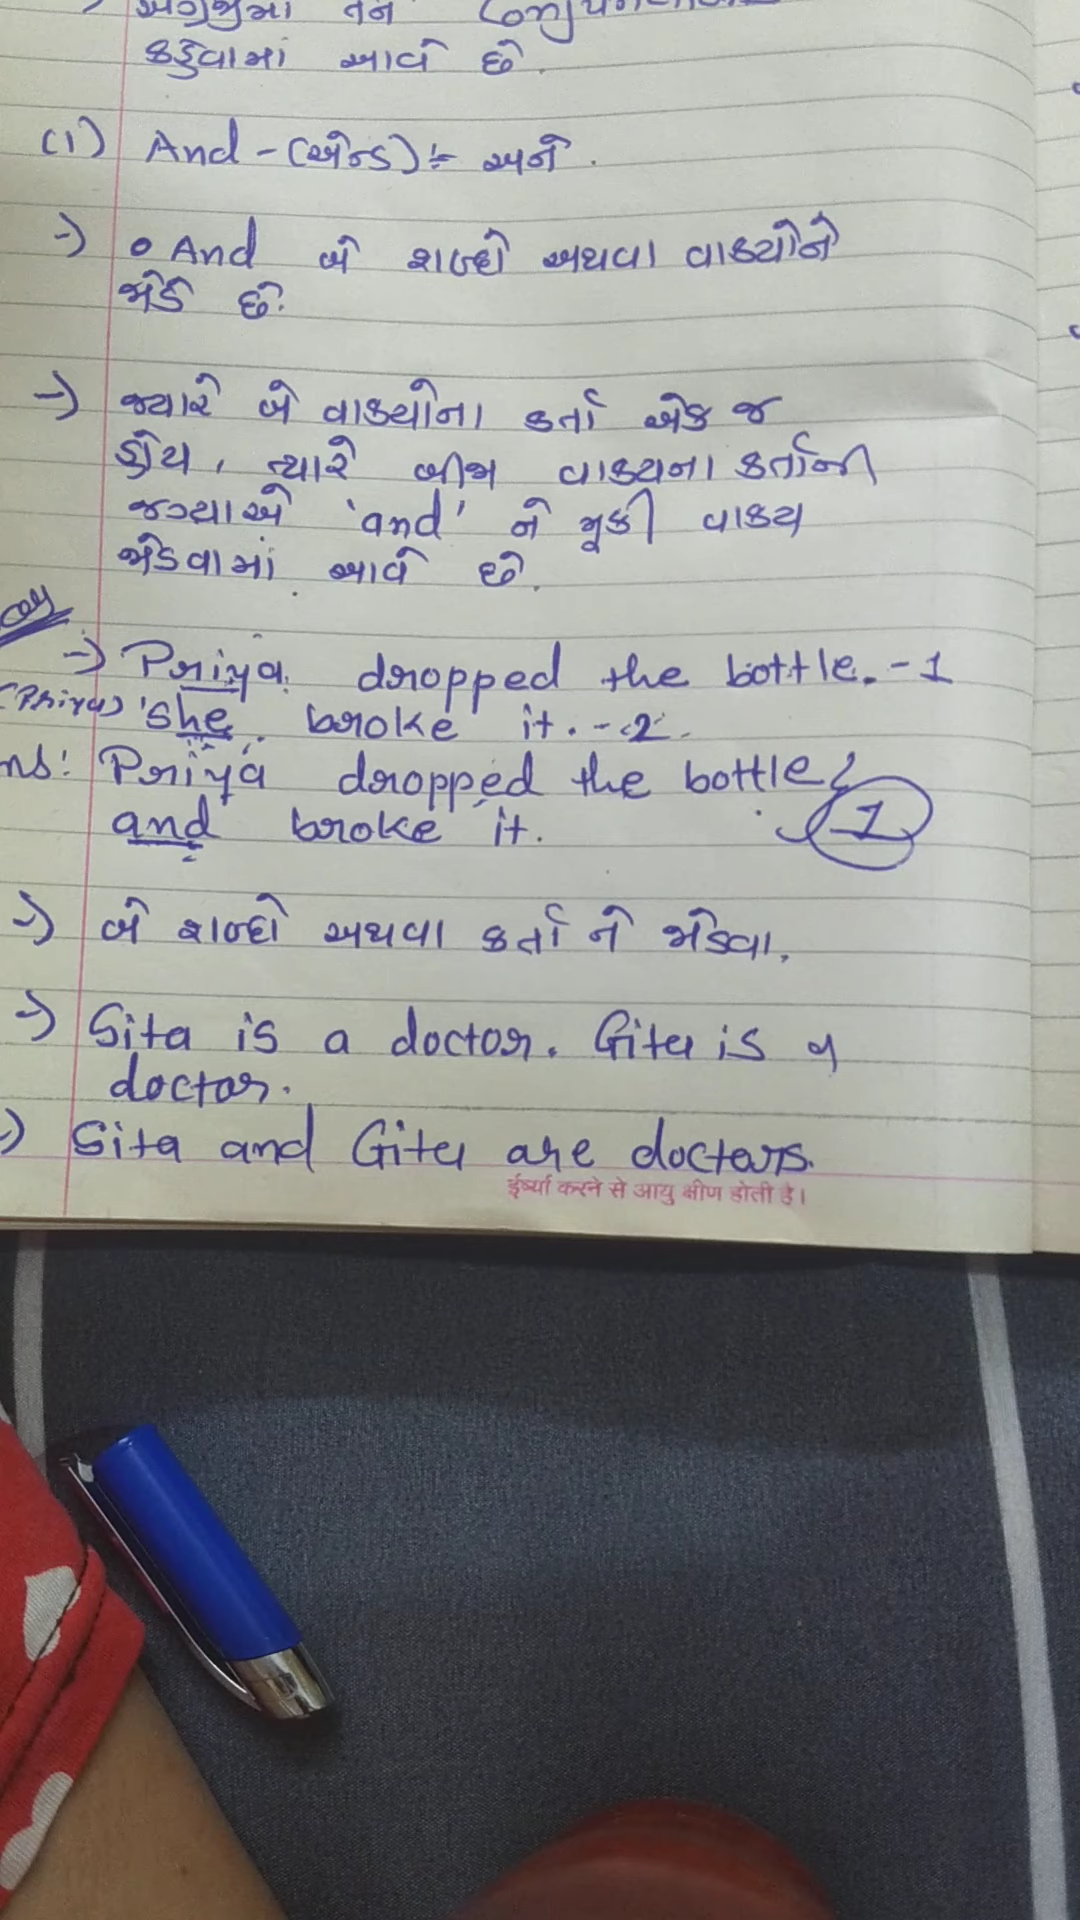 અંગ્રેજીમાં તેને
કહેવામાં આવે છે.
(1) And - (એન્ડ) :- અને.
→ • And બે શબ્દો અથવા વાક્યોને
જોડે છે.
→ જ્યારે બે વાક્યોના કર્તા એક જ
હોય, ત્યારે બીજા વાક્યના કર્તાની
જગ્યાએ 'and' ને મૂકી વાક્ય
જોડવામાં આવે છે.
→ Priya dropped the bottle. - 1
(Priya) 'she broke it. - 2.
ns: Priya dropped the bottle
and broke it. 1
→ બે શબ્દો અથવા કર્તા ને જોડવા.
→ Sita is a doctor. Gita is a
doctor.
→ Sita and Gita are doctors.
ईर्ष्या करने से आयु क्षीण होती है।